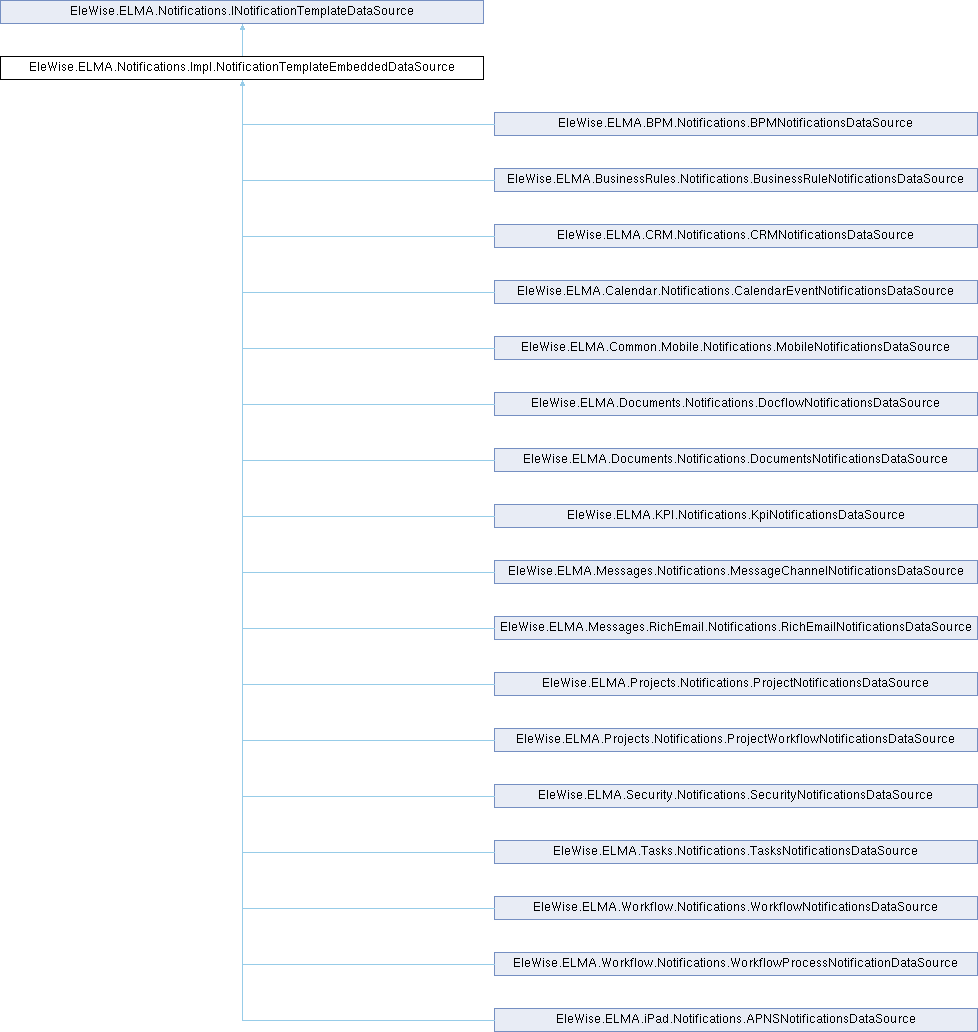 EleWise.ELMA.Notifications.INotificationTemplateDataSource
EleWise.ELMA.Notifications.Impl.NotificationTemplateEmbeddedDataSource
EleWise.ELMA.BPM.Notifications.BPMNotificationsDataSource
EleWise.ELMA.BusinessRules.Notifications.BusinessRuleNotificationsDataSource
EleWise.ELMA.CRM.Notifications.CRMNotificationsDataSource
EleWise.ELMA.Calendar.Notifications.CalendarEventNotificationsDataSource
EleWise.ELMA.Common.Mobile.Notifications.MobileNotificationsDataSource
EleWise.ELMA.Documents.Notifications.DocflowNotificationsDataSource
EleWise.ELMA.Documents.Notifications.DocumentsNotificationsDataSource
EleWise.ELMA.KPI.Notifications.KpiNotificationsDataSource
EleWise.ELMA.Messages.Notifications.MessageChannelNotificationsDataSource
EleWise.ELMA.Messages.RichEmail.Notifications.RichEmailNotificationsDataSource
EleWise.ELMA.Projects.Notifications.ProjectNotificationsDataSource
EleWise.ELMA.Projects.Notifications.ProjectWorkflowNotificationsDataSource
EleWise.ELMA.Security.Notifications.SecurityNotificationsDataSource
EleWise.ELMA.Tasks.Notifications.TasksNotificationsDataSource
EleWise.ELMA.Workflow.Notifications.WorkflowNotificationsDataSource
EleWise.ELMA.Workflow.Notifications.WorkflowProcessNotificationDataSource
EleWise.ELMA.iPad.Notifications.APNSNotificationsDataSource